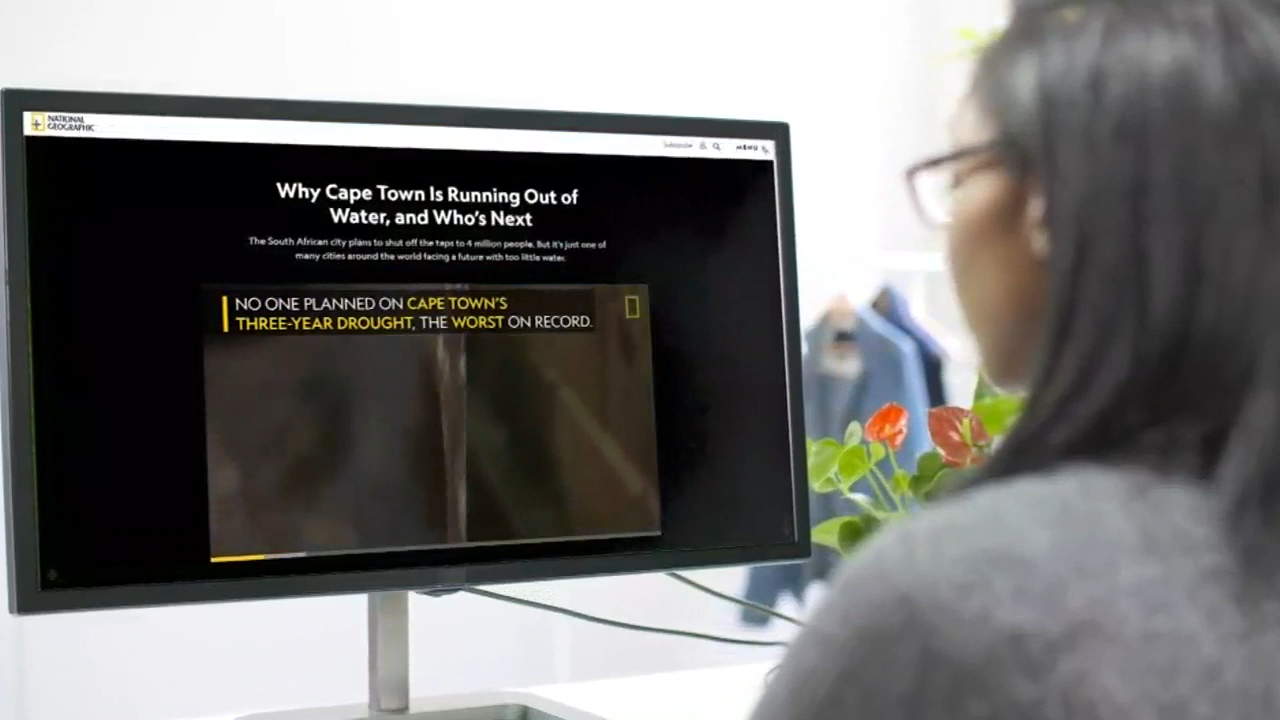 NATIONAL
GEOGRAPHIC
Subscribe
MENU
Why Cape Town Is Running Out of
Water, and Who's Next
The South African city plans to shut off the taps to 4 million people. But it's just one of
many cities around the world facing a future with too little water.
NO ONE PLANNED ON CAPE TOWN'S
THREE-YEAR DROUGHT, THE WORST ON RECORD.